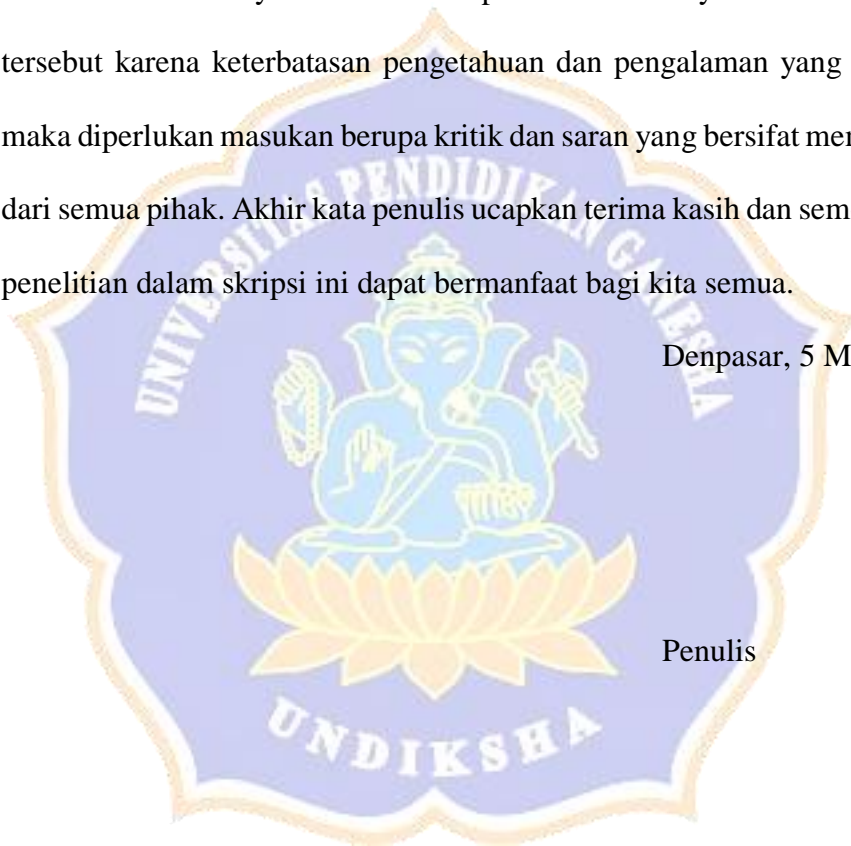 tersebut karena keterbatasan pengetahuan dan pengalaman yang
maka diperlukan masukan berupa kritik dan saran yang bersifat
dari semua pihak. Akhir kata penulis ucapkan terima kasih dan
penelitian dalam skripsi ini dapat bermanfaat bagi kita semua.
Denpasar, 5 M
Penulis
UNIVERSITAS PENDIDIKAN GANESHA
UNDIKSHA